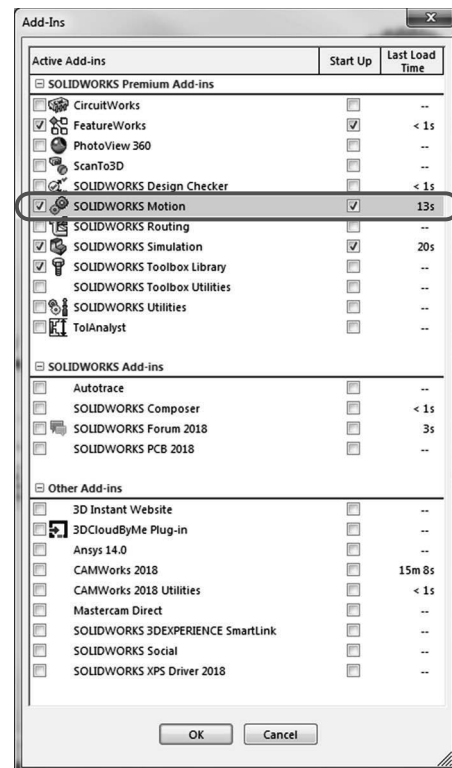 Add-Ins
x
Active Add-ins Start Up Last Load
Time
SOLIDWORKS Premium Add-ins
CircuitWorks --
FeatureWorks < 1s
PhotoView 360 --
ScanTo3D --
SOLIDWORKS Design Checker < 1s
SOLIDWORKS Motion 13s
SOLIDWORKS Routing --
SOLIDWORKS Simulation 20s
SOLIDWORKS Toolbox Library --
SOLIDWORKS Toolbox Utilities --
SOLIDWORKS Utilities --
TolAnalyst --
SOLIDWORKS Add-ins
Autotrace --
SOLIDWORKS Composer < 1s
SOLIDWORKS Forum 2018 3s
SOLIDWORKS PCB 2018 --
Other Add-ins
3D Instant Website --
3DCloudByMe Plug-in --
Ansys 14.0 --
CAMWorks 2018 15m 8s
CAMWorks 2018 Utilities < 1s
Mastercam Direct --
SOLIDWORKS 3DEXPERIENCE SmartLink --
SOLIDWORKS Social --
SOLIDWORKS XPS Driver 2018 --
OK Cancel